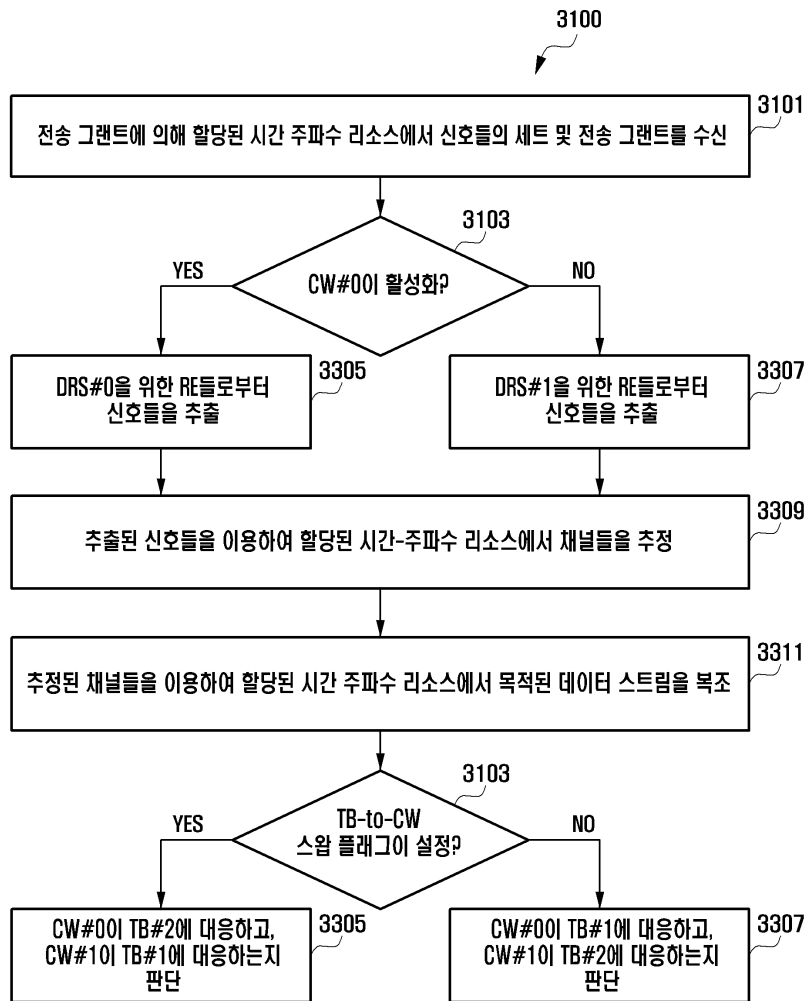 3100
3101
전송 그랜트에 의해 할당된 시간 주파수 리소스에서 신호들의 세트 및 전송 그랜트를 수신
3103
YES
CW#0이 활성화?
NO
3305
DRS#0을 위한 RE들로부터
신호들을 추출
3307
DRS#1을 위한 RE들로부터
신호들을 추출
3309
추출된 신호들을 이용하여 할당된 시간-주파수 리소스에서 채널들을 추정
3311
추정된 채널들을 이용하여 할당된 시간 주파수 리소스에서 목적된 데이터 스트림을 복조
3103
YES
TB-to-CW
스왑 플래그이 설정?
NO
3305
CW#0이 TB#2에 대응하고,
CW#1이 TB#1에 대응하는지
판단
3307
CW#0이 TB#1에 대응하고,
CW#1이 TB#2에 대응하는지
판단